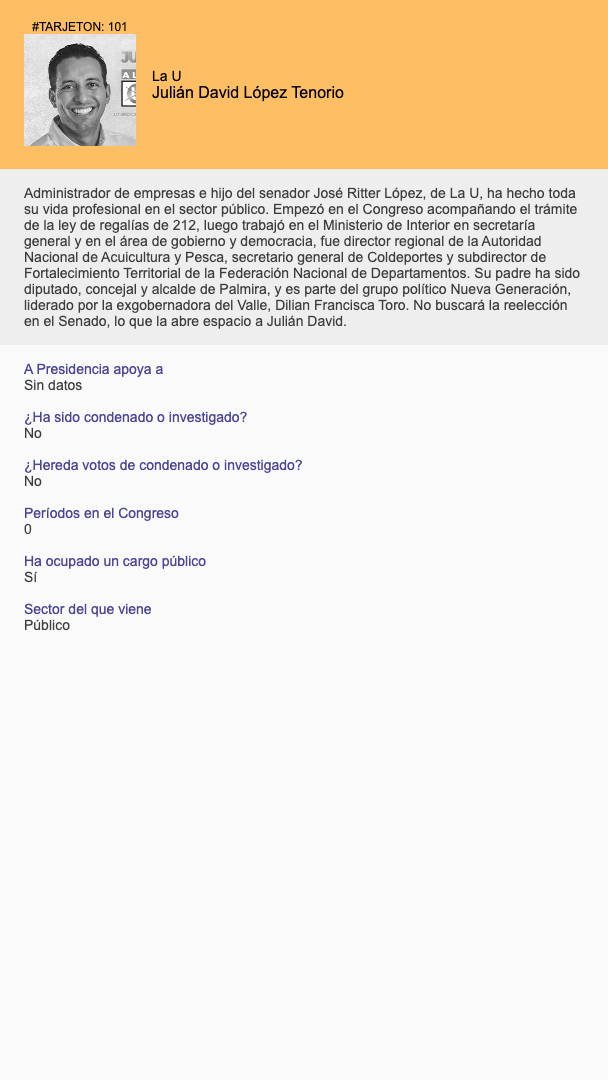 #TARJETON: 101
JU
AL
La U
Julián David López Tenorio
Administrador de empresas e hijo del senador José Ritter López, de La U, ha hecho toda
su vida profesional en el sector público. Empezó en el Congreso acompañando el trámite
de la ley de regalías de 212, luego trabajó en el Ministerio de Interior en secretaría
general y en el área de gobierno y democracia, fue director regional de la Autoridad
Nacional de Acuicultura y Pesca, secretario general de Coldeportes y subdirector de
Fortalecimiento Territorial de la Federación Nacional de Departamentos. Su padre ha sido
diputado, concejal y alcalde de Palmira, y es parte del grupo político Nueva Generación,
liderado por la exgobernadora del Valle, Dilian Francisca Toro. No buscará la reelección
en el Senado, lo que la abre espacio a Julián David.
A Presidencia apoya a
Sin datos
¿Ha sido condenado o investigado?
No
¿Hereda votos de condenado o investigado?
No
Períodos en el Congreso
0
Ha ocupado un cargo público
Sí
Sector del que viene
Público